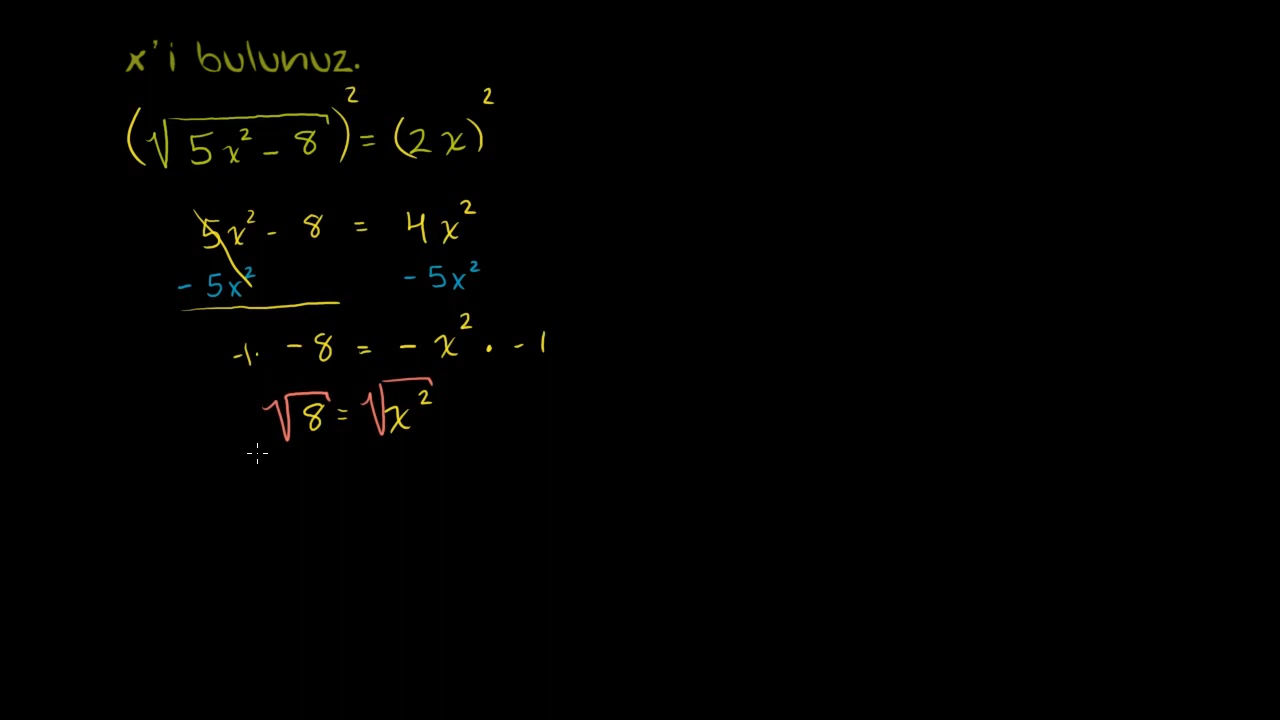 x'i bulunuz.
(√5x² - 8)² = (2x)²
5x² - 8 = 4x²
- 5x² - 5x²
-1· -8 = - x² · -1
√8 = √x²